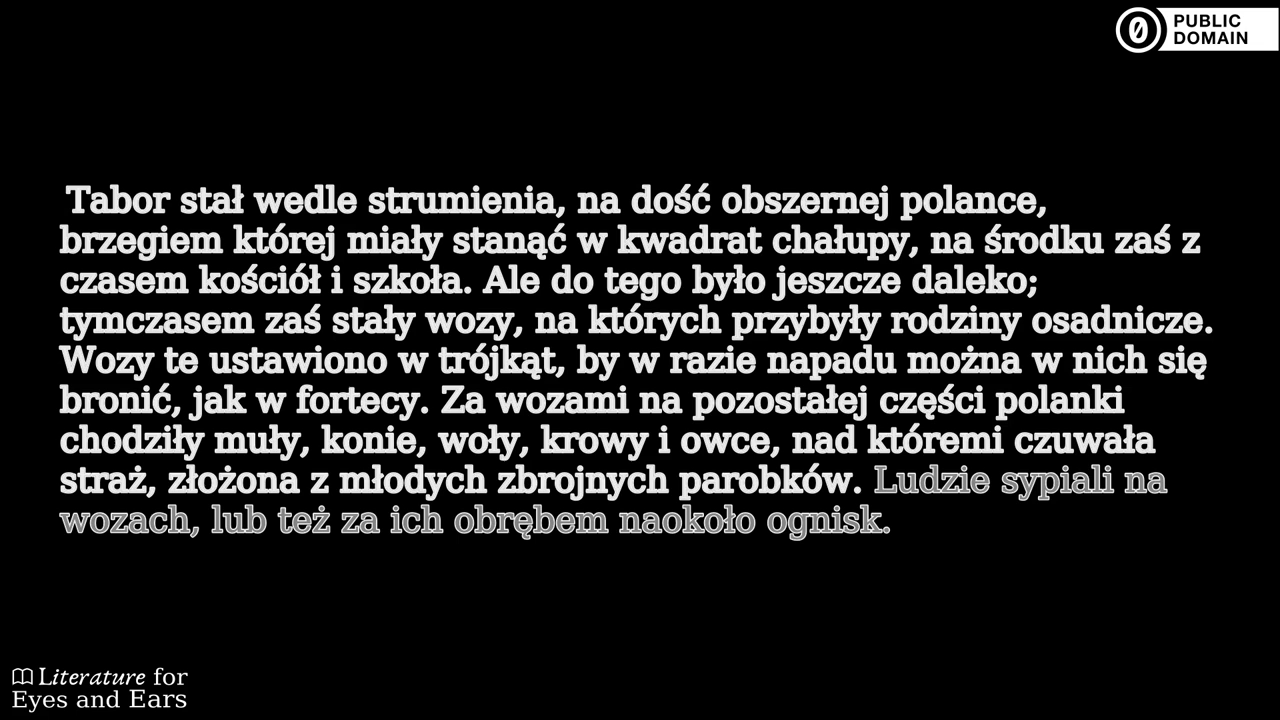 PUBLIC
DOMAIN
Tabor stał wedle strumienia, na dość obszernej polance,
brzegiem której miały stanąć w kwadrat chałupy, na środku zaś z
czasem kościół i szkoła. Ale do tego było jeszcze daleko;
tymczasem zaś stały wozy, na których przybyły rodziny osadnicze.
Wozy te ustawiono w trójkąt, by w razie napadu można w nich się
bronić, jak w fortecy. Za wozami na pozostałej części polanki
chodziły muły, konie, woły, krowy i owce, nad któremi czuwała
straż, złożona z młodych zbrojnych parobków. Ludzie sypiali na
wozach, lub też za ich obrębem naokoło ognisk.
Literature for
Eyes and Ears